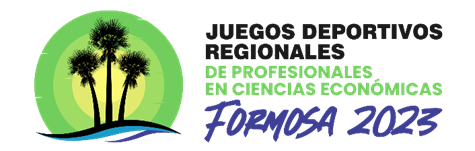 JUEGOS DEPORTIVOS
REGIONALES
DE PROFESIONALES
EN CIENCIAS ECONÓMICAS
FORMOSA 2023